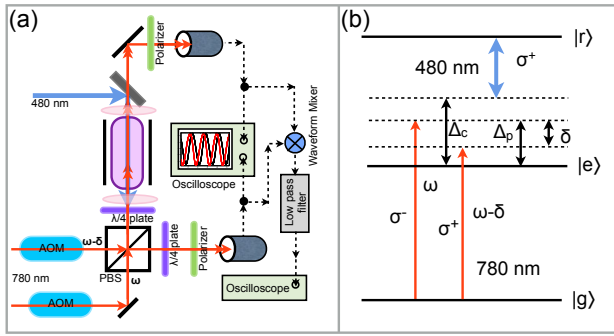 (a)
Polarizer
480 nm
Oscilloscope
Waveform Mixer
Low pass
filter
λ/4 plate
λ/4 plate
Polarizer
AOM
ω-δ
PBS
ω
780 nm
AOM
Oscilloscope
(b)
|r⟩
480 nm
σ+
Δc
Δp
δ
|e⟩
ω
σ-
σ+
ω-δ
780 nm
|g⟩